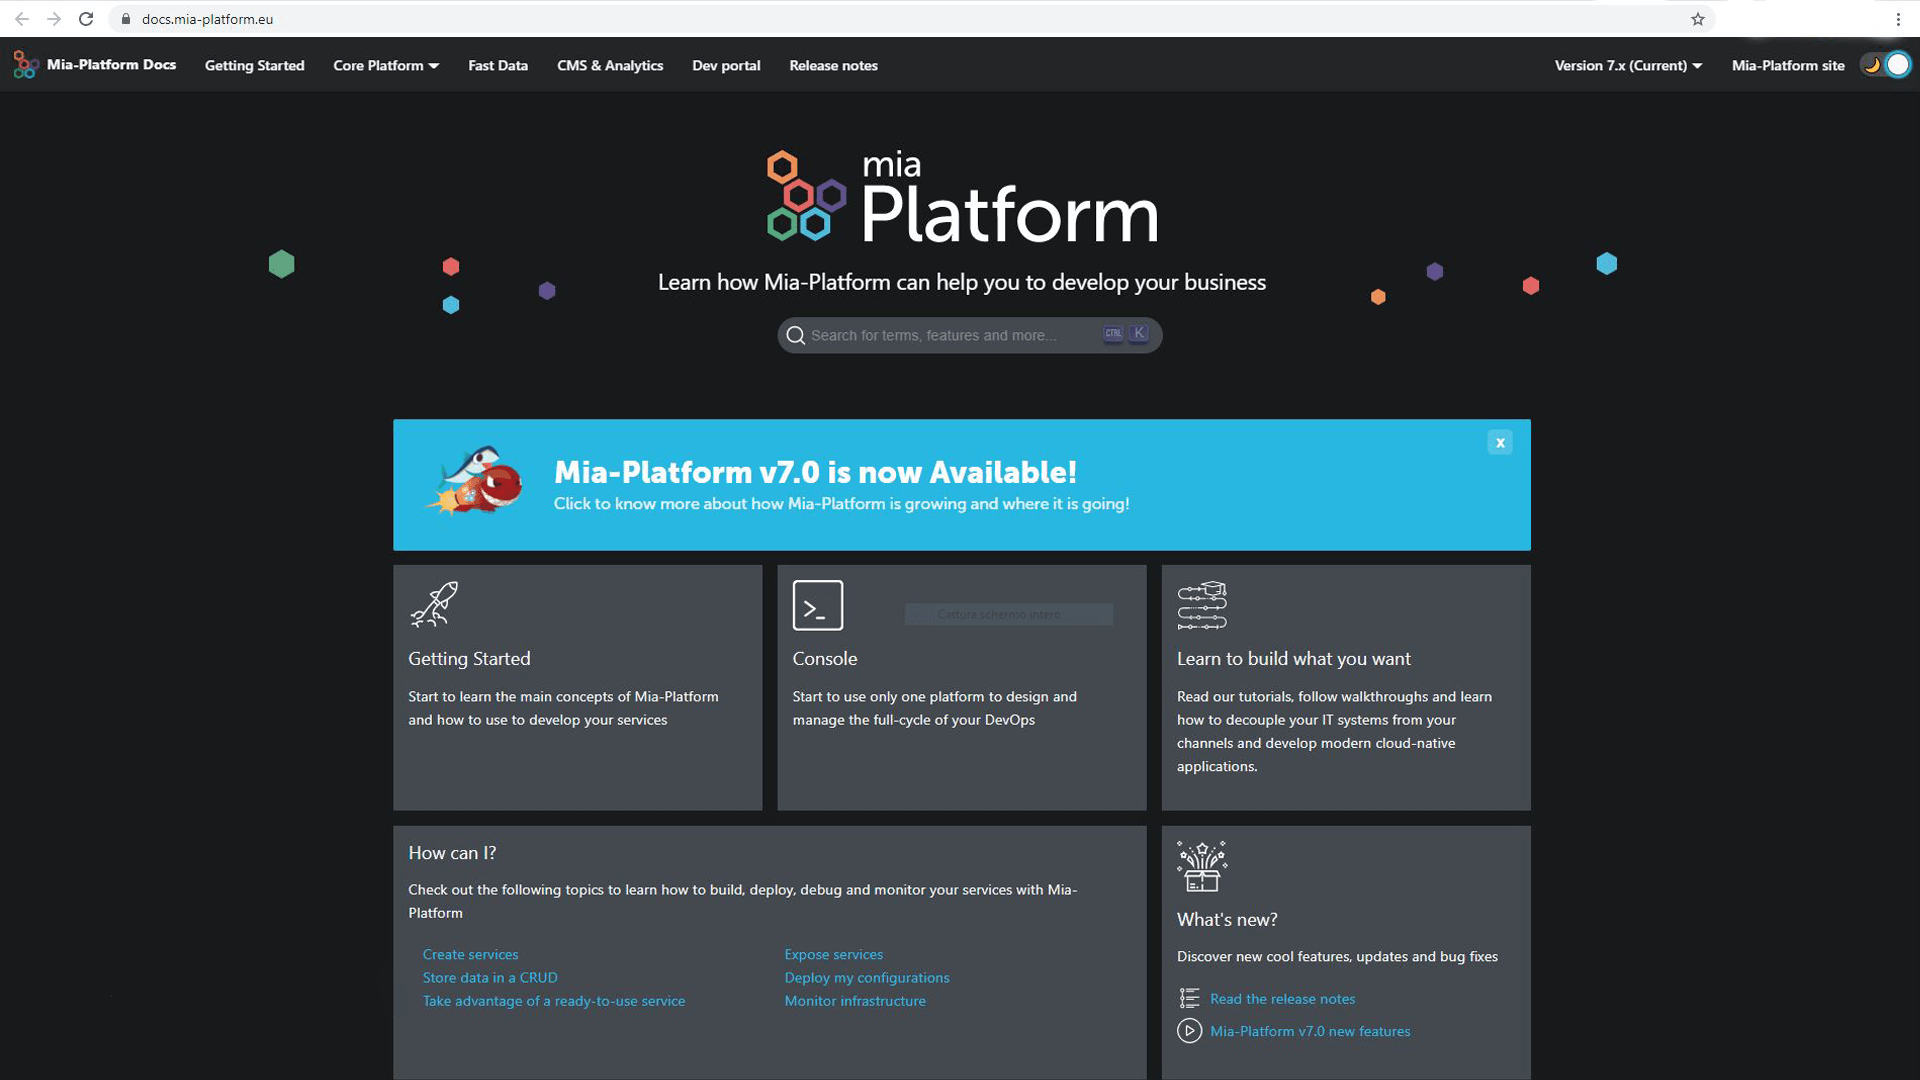 docs.mia-platform.eu
Mia-Platform Docs
Getting Started
Core Platform
Fast Data
CMS & Analytics
Dev portal
Release notes
Version 7.x (Current)
Mia-Platform site
mia
Platform
Learn how Mia-Platform can help you to develop your business
Search for terms, features and more...
CTRL K
x
Mia-Platform v7.0 is now Available!
Click to know more about how Mia-Platform is growing and where it is going!
Cattura schermo intero
Getting Started
Start to learn the main concepts of Mia-Platform
and how to use to develop your services
Console
Start to use only one platform to design and
manage the full-cycle of your DevOps
Learn to build what you want
Read our tutorials, follow walkthroughs and learn
how to decouple your IT systems from your
channels and develop modern cloud-native
applications.
How can I?
Check out the following topics to learn how to build, deploy, debug and monitor your services with Mia-
Platform
Create services
Store data in a CRUD
Take advantage of a ready-to-use service
Expose services
Deploy my configurations
Monitor infrastructure
What's new?
Discover new cool features, updates and bug fixes
Read the release notes
Mia-Platform v7.0 new features